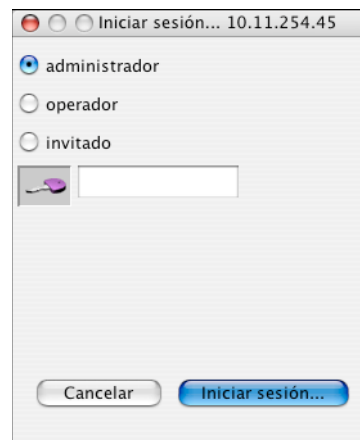 Iniciar sesión... 10.11.254.45
administrador
operador
invitado
Cancelar
Iniciar sesión...